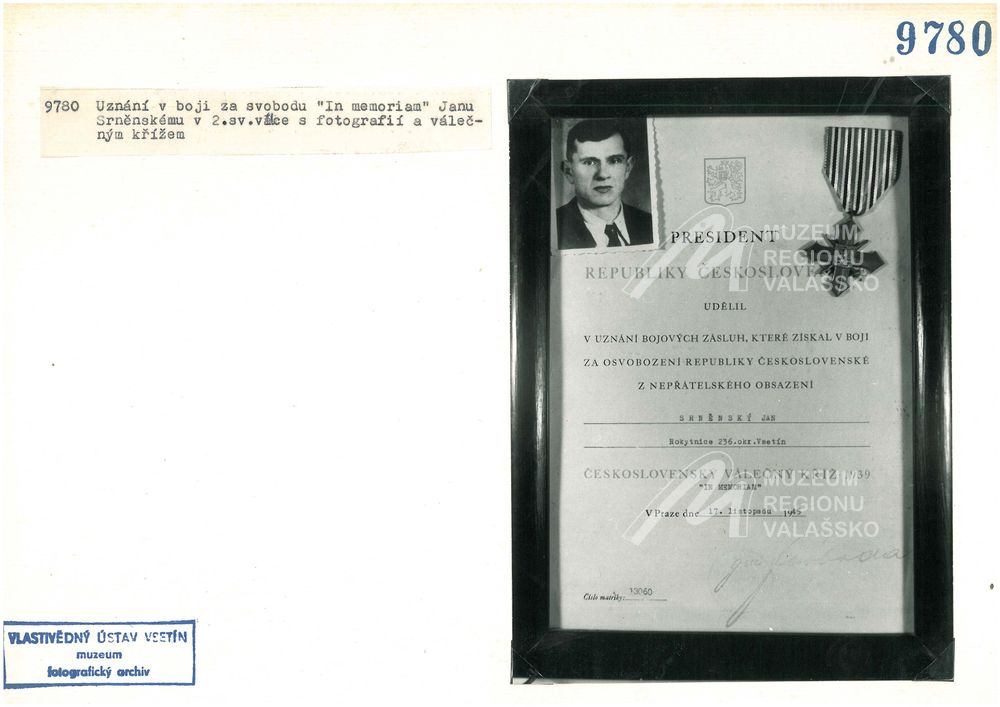 9780
9780 Uznání v boji za svobodu "In memoriam" Janu
Srněnskému v 2.sv.válce s fotografií a váleč-
ným křížem
PRESIDENT
REPUBLIKY ČESKOSLOVENSKÉ
UDĚLIL
V UZNÁNÍ BOJOVÝCH ZÁSLUH, KTERÉ ZÍSKAL V BOJI
ZA OSVOBOZENÍ REPUBLIKY ČESKOSLOVENSKÉ
Z NEPŘÁTELSKÉHO OBSAZENÍ
SRNĚNSKÝ JAN
Rokytnice 236.okr.Vsetín
ČESKOSLOVENSKÝ VÁLEČNÝ KŘÍŽ 1939
"IN MEMORIAM"
V Praze dne 17. listopadu 1945
Číslo matriky: 13060
MUZEUM
REGIONU
VALAŠSKO
MUZEUM
REGIONU
VALAŠSKO
VLASTIVĚDNÝ ÚSTAV VSETÍN
muzeum
fotografický archiv